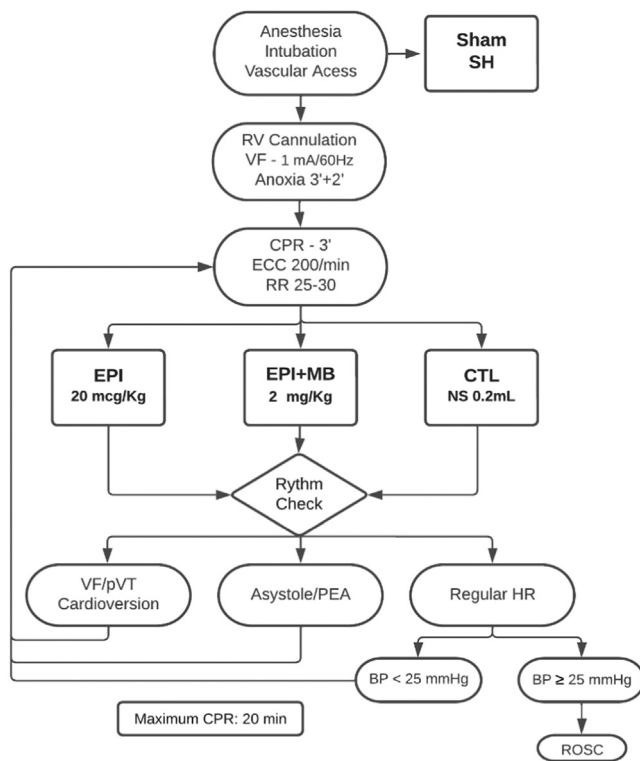 Anesthesia
Intubation
Vascular Acess
Sham
SH
RV Cannulation
VF - 1 mA/60Hz
Anoxia 3'+2'
CPR - 3'
ECC 200/min
RR 25-30
EPI
20 mcg/Kg
EPI+MB
2 mg/Kg
CTL
NS 0.2mL
Rythm
Check
VF/pVT
Cardioversion
Asystole/PEA
Regular HR
BP < 25 mmHg
BP ≥ 25 mmHg
Maximum CPR: 20 min
ROSC